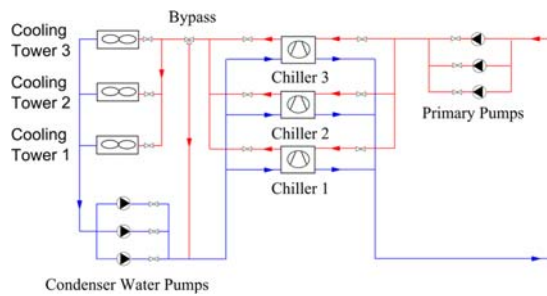 Bypass
Cooling
Tower 3
Cooling
Tower 2
Cooling
Tower 1
Chiller 3
Chiller 2
Chiller 1
Primary Pumps
Condenser Water Pumps